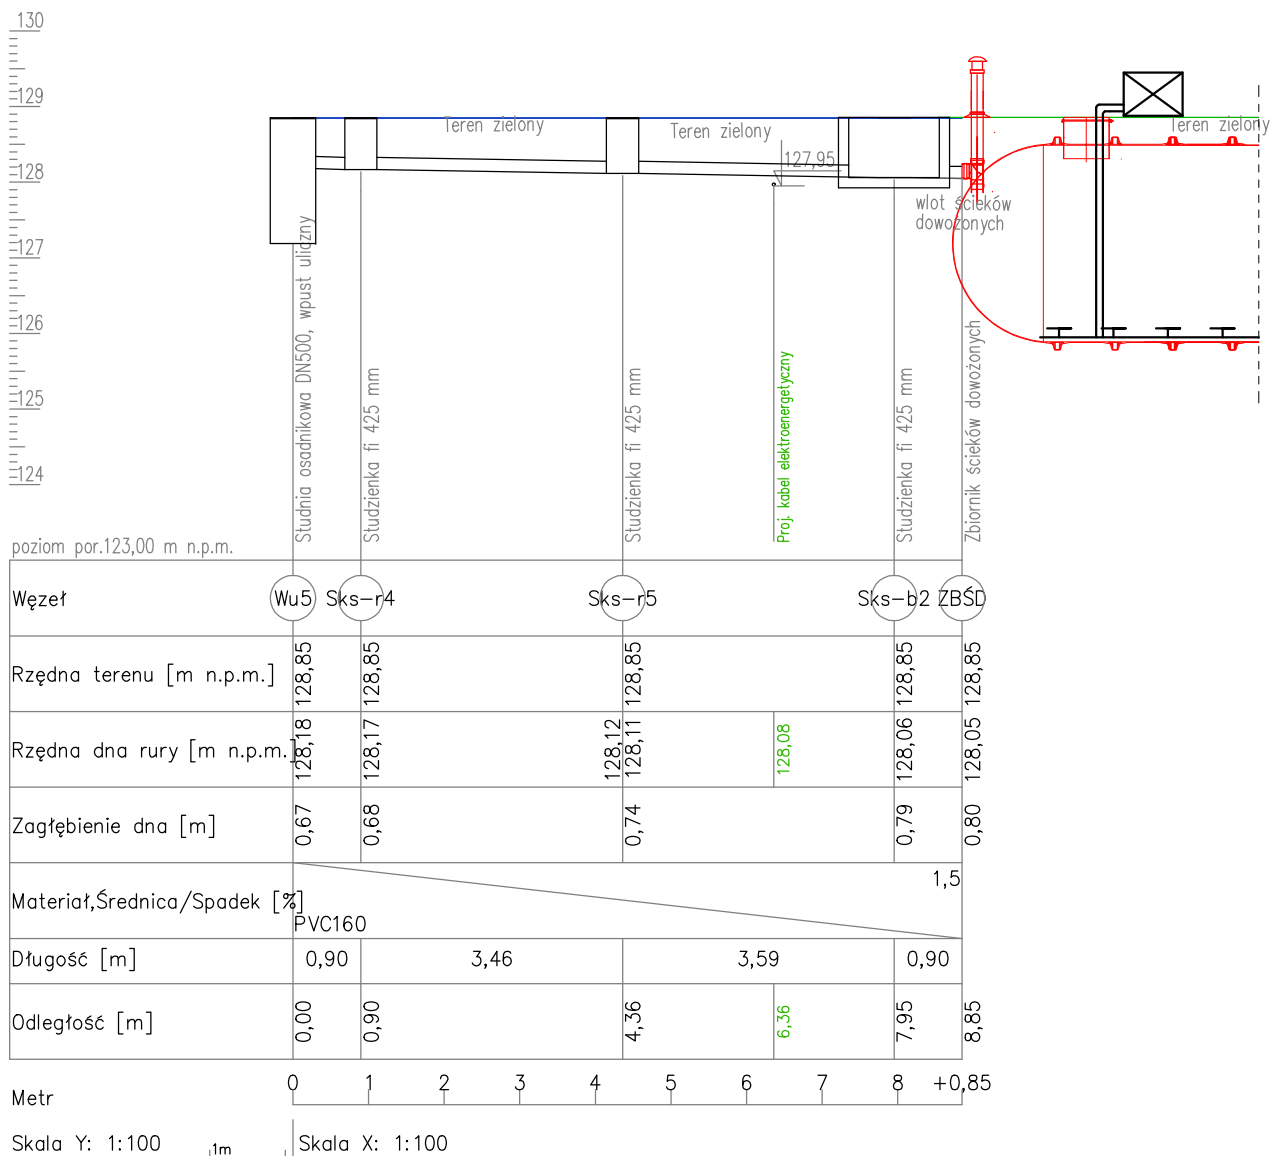 130
129
128
127
126
125
124
Teren zielony
Teren zielony
Teren zielony
127,95
wlot ścieków
dowożonych
Studnia osadnikowa DN500, wpust uliczny
Studzienka fi 425 mm
Studzienka fi 425 mm
Proj. kabel elektroenergetyczny
Studzienka fi 425 mm
Zbiornik ścieków dowożonych
poziom por.123,00 m n.p.m.
Węzeł Wu5 Sks-r4 Sks-r5 Sks-b2 ZBŚD
Rzędna terenu [m n.p.m.] 128,85 128,85 128,85 128,85 128,85
Rzędna dna rury [m n.p.m.] 128,18 128,17 128,12 128,11 128,08 128,06 128,05
Zagłębienie dna [m] 0,67 0,68 0,74 0,79 0,80
Materiał,Średnica/Spadek [%] PVC160 1,5
Długość [m] 0,90 3,46 3,59 0,90
Odległość [m] 0,00 0,90 4,36 6,36 7,95 8,85
Metr 0 1 2 3 4 5 6 7 8 +0,85
Skala Y: 1:100 1m Skala X: 1:100